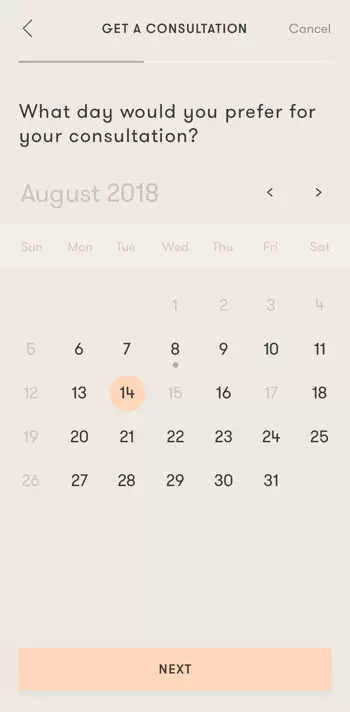 GET A CONSULTATION Cancel
What day would you prefer for
your consultation?
August 2018
Sun Mon Tue Wed Thu Fri Sat
1 2 3 4
5 6 7 8 9 10 11
12 13 14 15 16 17 18
19 20 21 22 23 24 25
26 27 28 29 30 31
NEXT